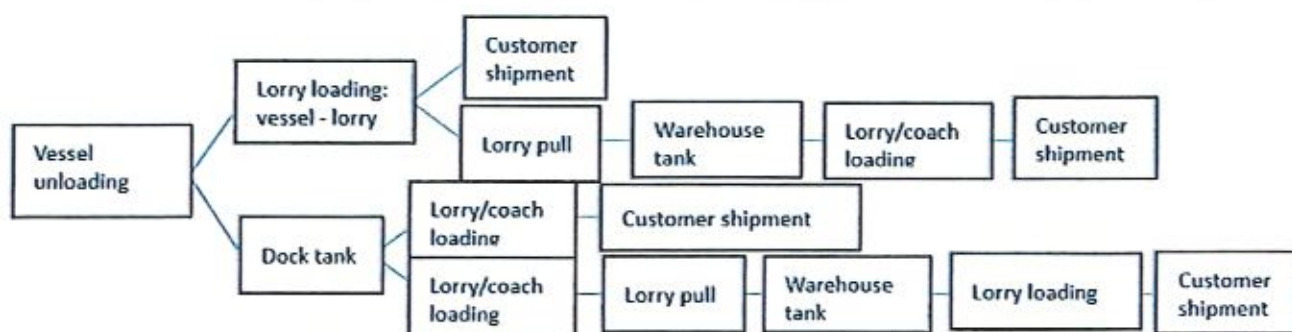 Customer
shipment
Lorry loading:
vessel - lorry
Lorry pull
Warehouse
tank
Lorry/coach
loading
Customer
shipment
Vessel
unloading
Lorry/coach
loading
Customer shipment
Dock tank
Lorry/coach
loading
Lorry pull
Warehouse
tank
Lorry loading
Customer
shipment